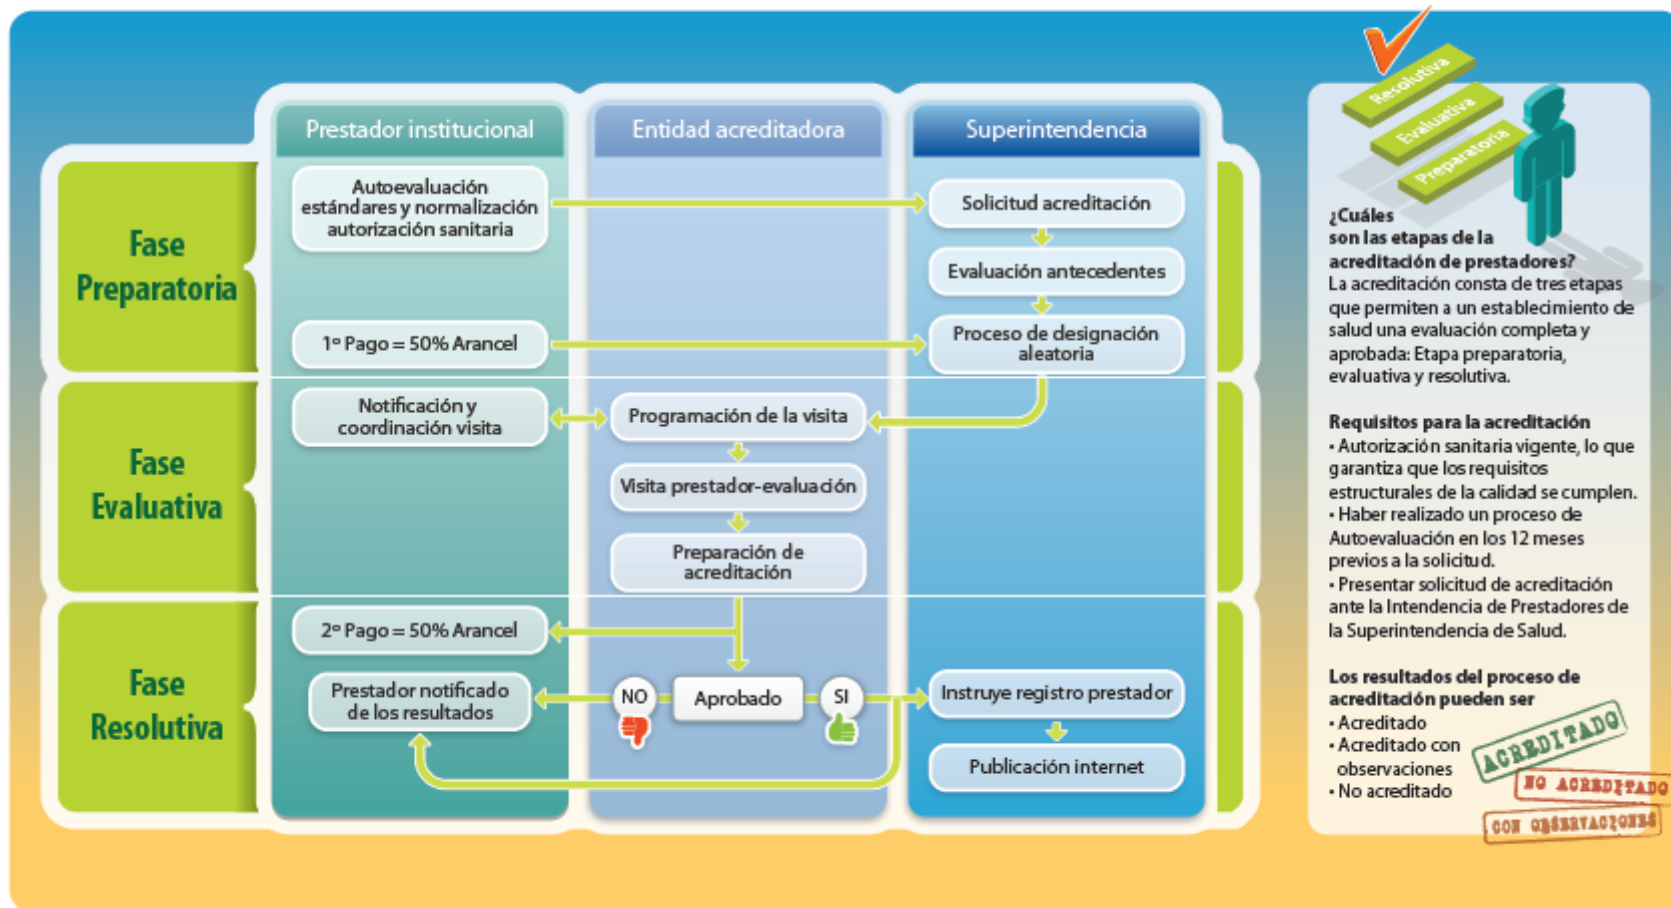 Prestador institucional
Entidad acreditadora
Superintendencia
Fase
Preparatoria
Autoevaluación
estándares y normalización
autorización sanitaria
Solicitud acreditación
Evaluación antecedentes
1º Pago = 50% Arancel
Proceso de designación
aleatoria
Fase
Evaluativa
Notificación y
coordinación visita
Programación de la visita
Visita prestador-evaluación
Preparación de
acreditación
Fase
Resolutiva
2º Pago = 50% Arancel
Prestador notificado
de los resultados
NO
Aprobado
SI
Instruye registro prestador
Publicación internet
Resolutiva
Evaluativa
Preparatoria
¿Cuáles
son las etapas de la
acreditación de prestadores?
La acreditación consta de tres etapas
que permiten a un establecimiento de
salud una evaluación completa y
aprobada: Etapa preparatoria,
evaluativa y resolutiva.
Requisitos para la acreditación
• Autorización sanitaria vigente, lo que
garantiza que los requisitos
estructurales de la calidad se cumplen.
• Haber realizado un proceso de
Autoevaluación en los 12 meses
previos a la solicitud.
• Presentar solicitud de acreditación
ante la Intendencia de Prestadores de
la Superintendencia de Salud.
Los resultados del proceso de
acreditación pueden ser
• Acreditado
• Acreditado con
observaciones
• No acreditado
ACREDITADO
NO ACREDITADO
CON OBSERVACIONES